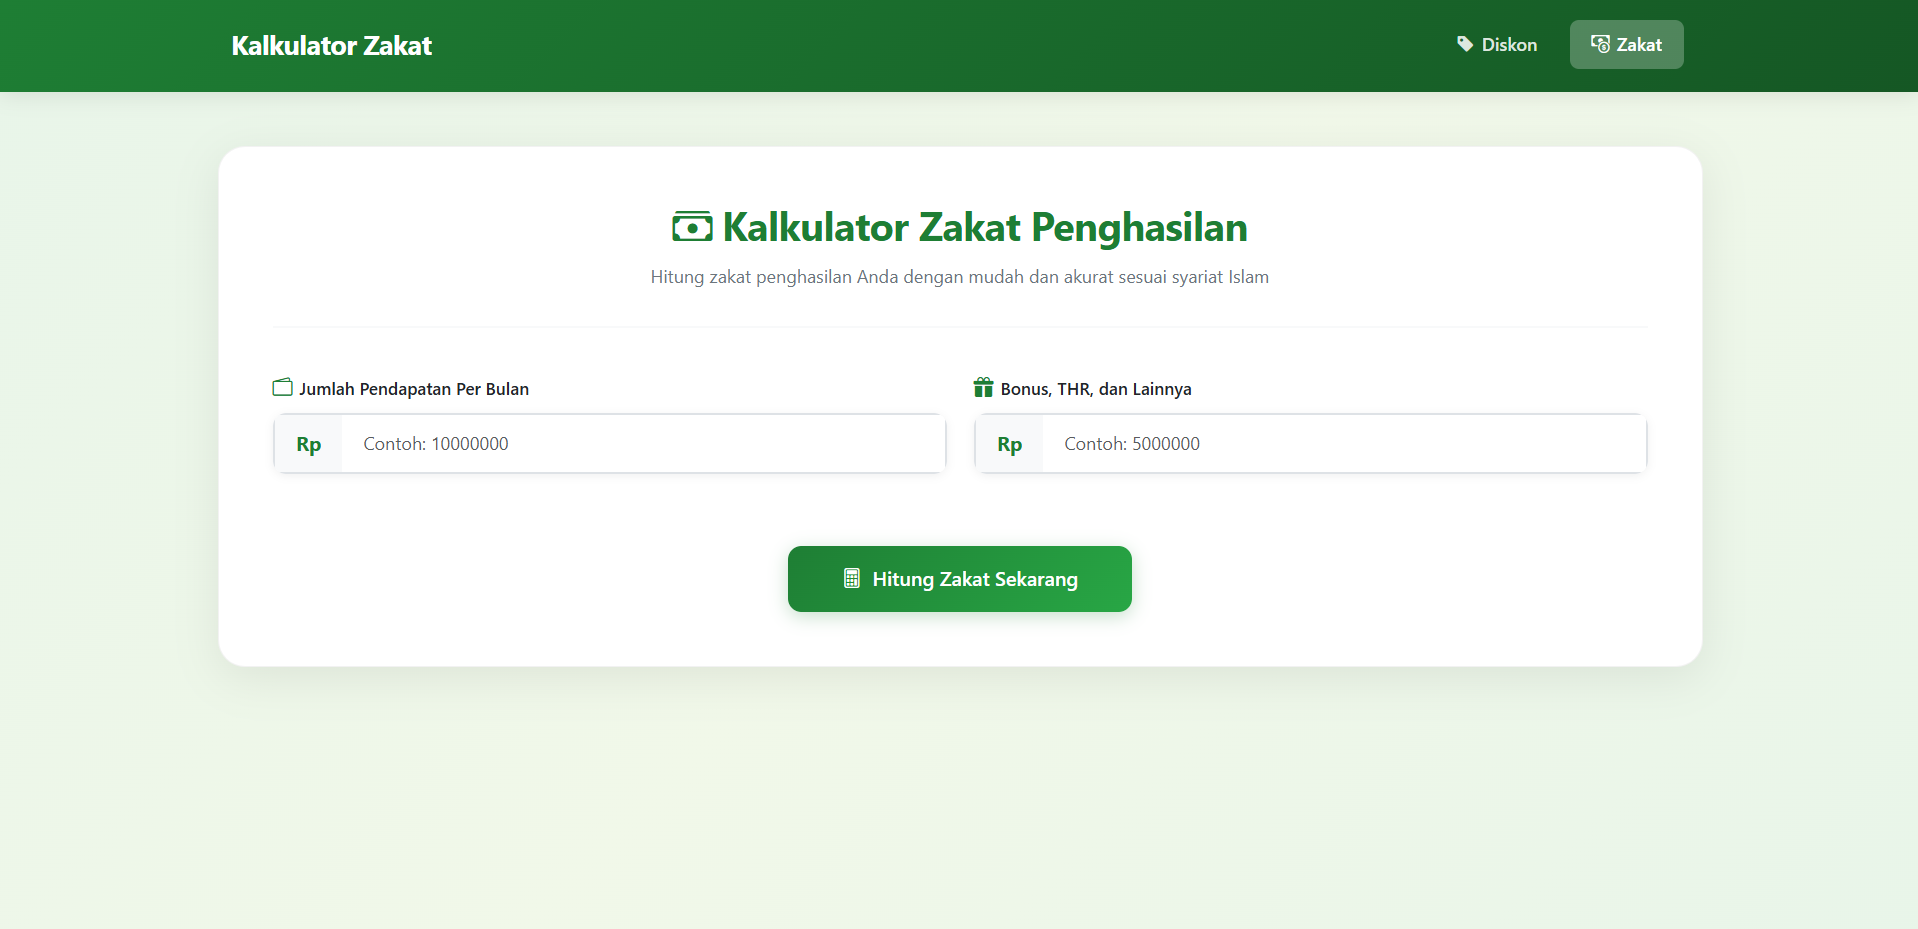 Kalkulator Zakat
Diskon
Zakat
Kalkulator Zakat Penghasilan
Hitung zakat penghasilan Anda dengan mudah dan akurat sesuai syariat Islam
Jumlah Pendapatan Per Bulan
Rp Contoh: 10000000
Bonus, THR, dan Lainnya
Rp Contoh: 5000000
Hitung Zakat Sekarang